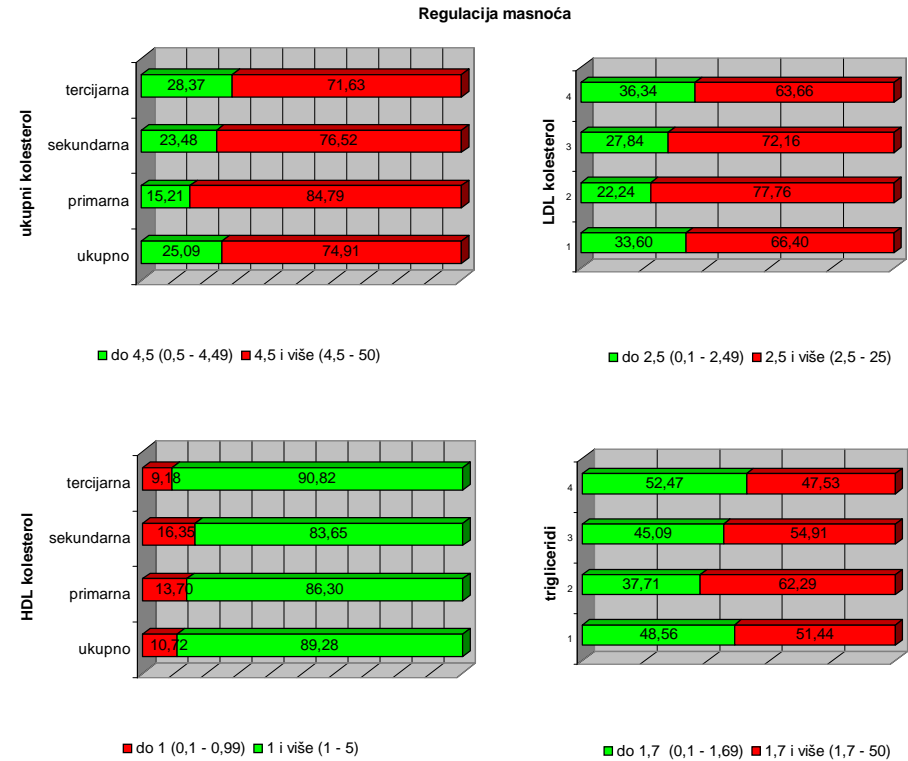 Regulacija masnoća
ukupni kolesterol
tercijarna 28,37 71,63
sekundarna 23,48 76,52
primarna 15,21 84,79
ukupno 25,09 74,91
do 4,5 (0,5 - 4,49) 4,5 i više (4,5 - 50)
LDL kolesterol
4 36,34 63,66
3 27,84 72,16
2 22,24 77,76
1 33,60 66,40
do 2,5 (0,1 - 2,49) 2,5 i više (2,5 - 25)
HDL kolesterol
tercijarna 9,18 90,82
sekundarna 16,35 83,65
primarna 13,70 86,30
ukupno 10,72 89,28
do 1 (0,1 - 0,99) 1 i više (1 - 5)
trigliceridi
4 52,47 47,53
3 45,09 54,91
2 37,71 62,29
1 48,56 51,44
do 1,7 (0,1 - 1,69) 1,7 i više (1,7 - 50)